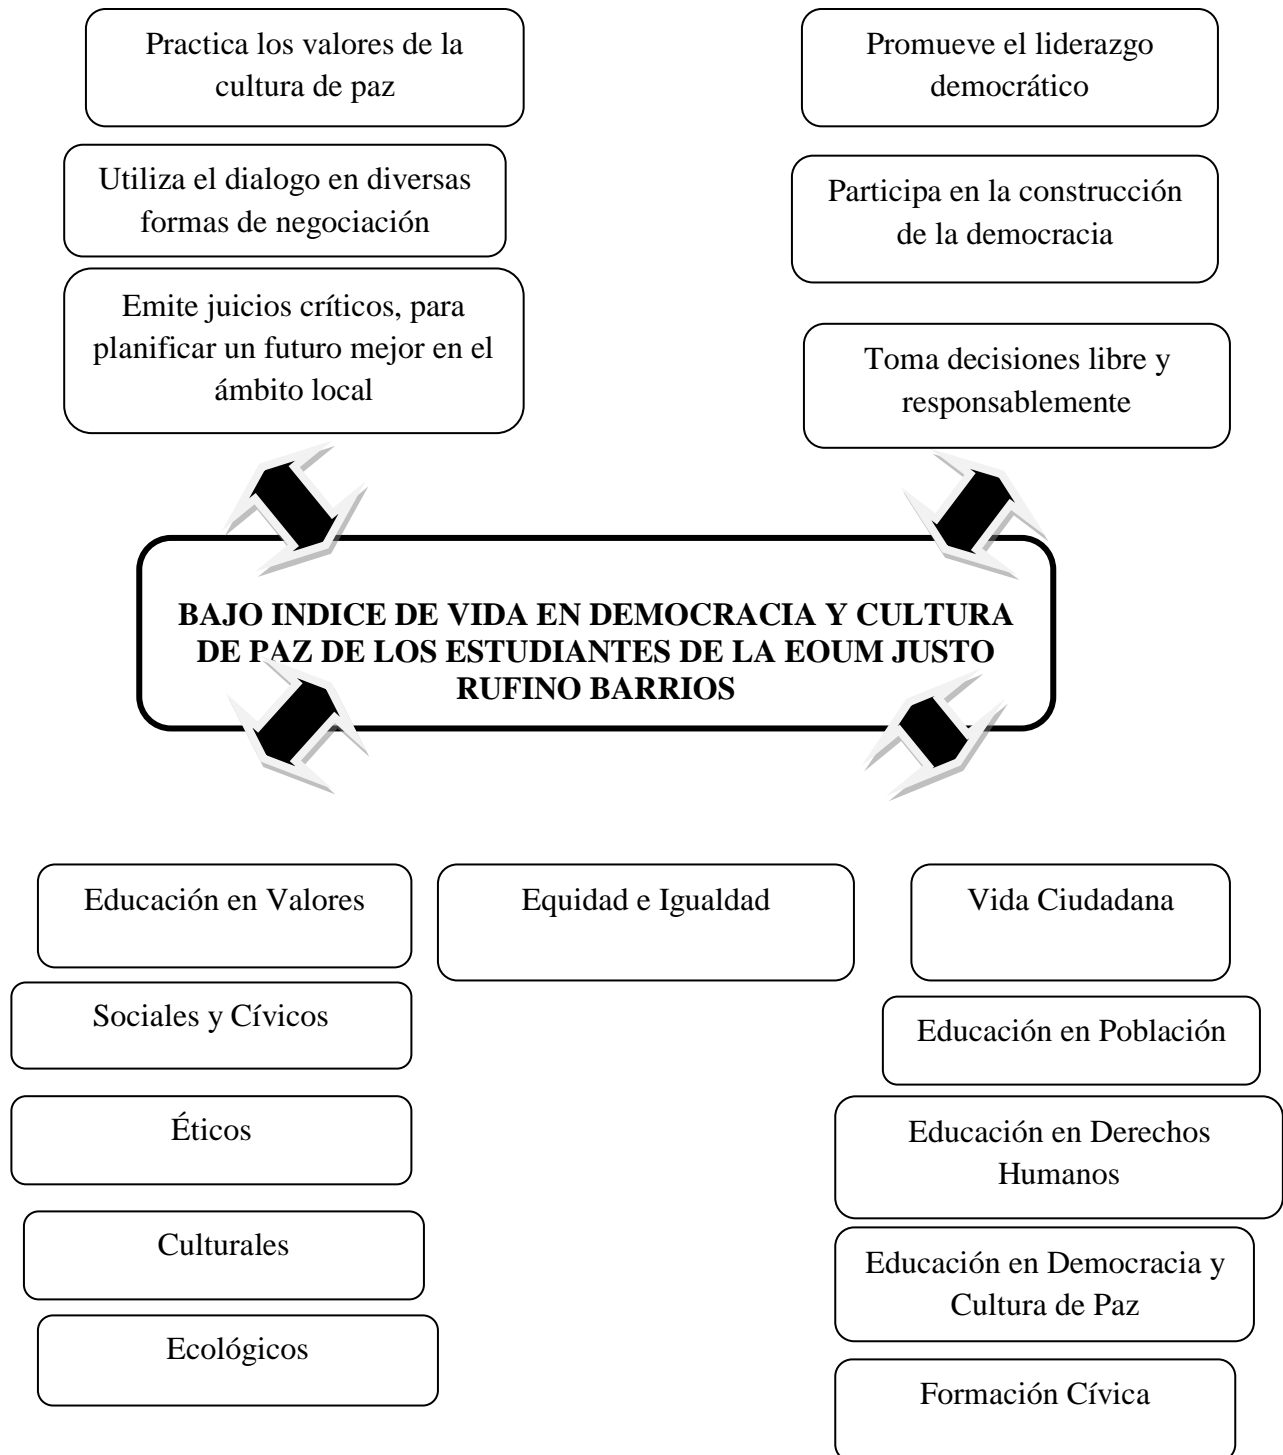 Practica los valores de la
cultura de paz
Utiliza el dialogo en diversas
formas de negociación
Emite juicios críticos, para
planificar un futuro mejor en el
ámbito local
Promueve el liderazgo
democrático
Participa en la construcción
de la democracia
Toma decisiones libre y
responsablemente
BAJO INDICE DE VIDA EN DEMOCRACIA Y CULTURA
DE PAZ DE LOS ESTUDIANTES DE LA EOUM JUSTO
RUFINO BARRIOS
Educación en Valores
Sociales y Cívicos
Éticos
Culturales
Ecológicos
Equidad e Igualdad
Vida Ciudadana
Educación en Población
Educación en Derechos
Humanos
Educación en Democracia y
Cultura de Paz
Formación Cívica